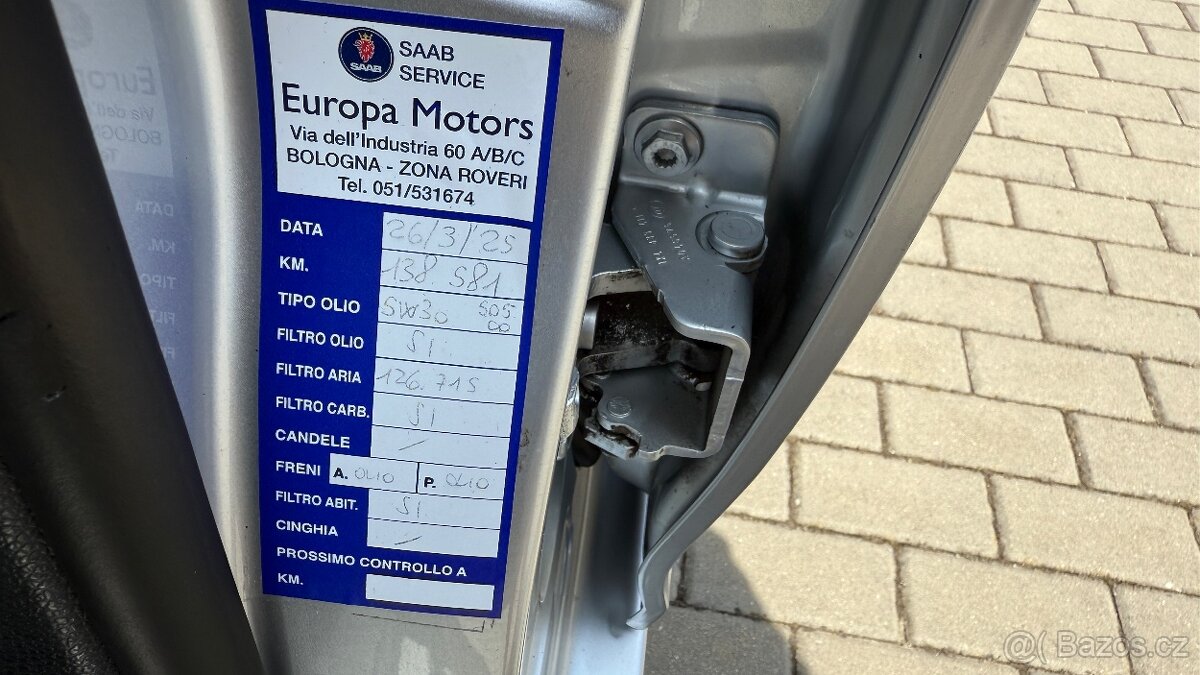 SAAB
SAAB
SERVICE
Europa Motors
Via dell'Industria 60 A/B/C
BOLOGNA - ZONA ROVERI
Tel. 051/531674
DATA 26/3/25
KM. 138.581
TIPO OLIO 5W30 505 00
FILTRO OLIO SI
FILTRO ARIA 126.715
FILTRO CARB. SI
CANDELE /
FRENI A. OLIO P. OLIO
FILTRO ABIT. SI
CINGHIA /
PROSSIMO CONTROLLO A
KM.
@( Bazos.cz